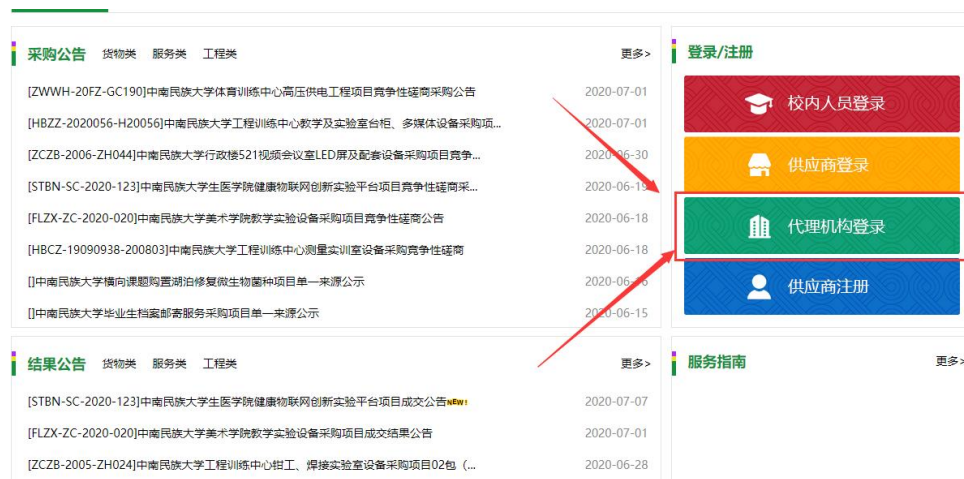 采购公告 货物类 服务类 工程类 更多>
[ZWWH-20FZ-GC190]中南民族大学体育训练中心高压供电工程项目竞争性磋商采购公告 2020-07-01
[HBZZ-2020056-H20056]中南民族大学工程训练中心教学及实验室台柜、多媒体设备采购项... 2020-07-01
[ZCZB-2006-ZH044]中南民族大学行政楼521视频会议室LED屏及配套设备采购项目竞争... 2020-06-30
[STBN-SC-2020-123]中南民族大学生医学院健康物联网创新实验平台项目竞争性磋商采... 2020-06-19
[FLZX-ZC-2020-020]中南民族大学美术学院教学实验设备采购项目竞争性磋商公告 2020-06-18
[HBCZ-19090938-200803]中南民族大学工程训练中心测量实训室设备采购竞争性磋商 2020-06-18
[]中南民族大学横向课题购置湖泊修复微生物菌种项目单一来源公示 2020-06-16
[]中南民族大学毕业生档案邮寄服务采购项目单一来源公示 2020-06-15
登录/注册
校内人员登录
供应商登录
代理机构登录
供应商注册
结果公告 货物类 服务类 工程类 更多>
[STBN-SC-2020-123]中南民族大学生医学院健康物联网创新实验平台项目成交公告NEW! 2020-07-07
[FLZX-ZC-2020-020]中南民族大学美术学院教学实验设备采购项目成交结果公告 2020-07-01
[ZCZB-2005-ZH024]中南民族大学工程训练中心钳工、焊接实验室设备采购项目02包（... 2020-06-28
服务指南 更多>